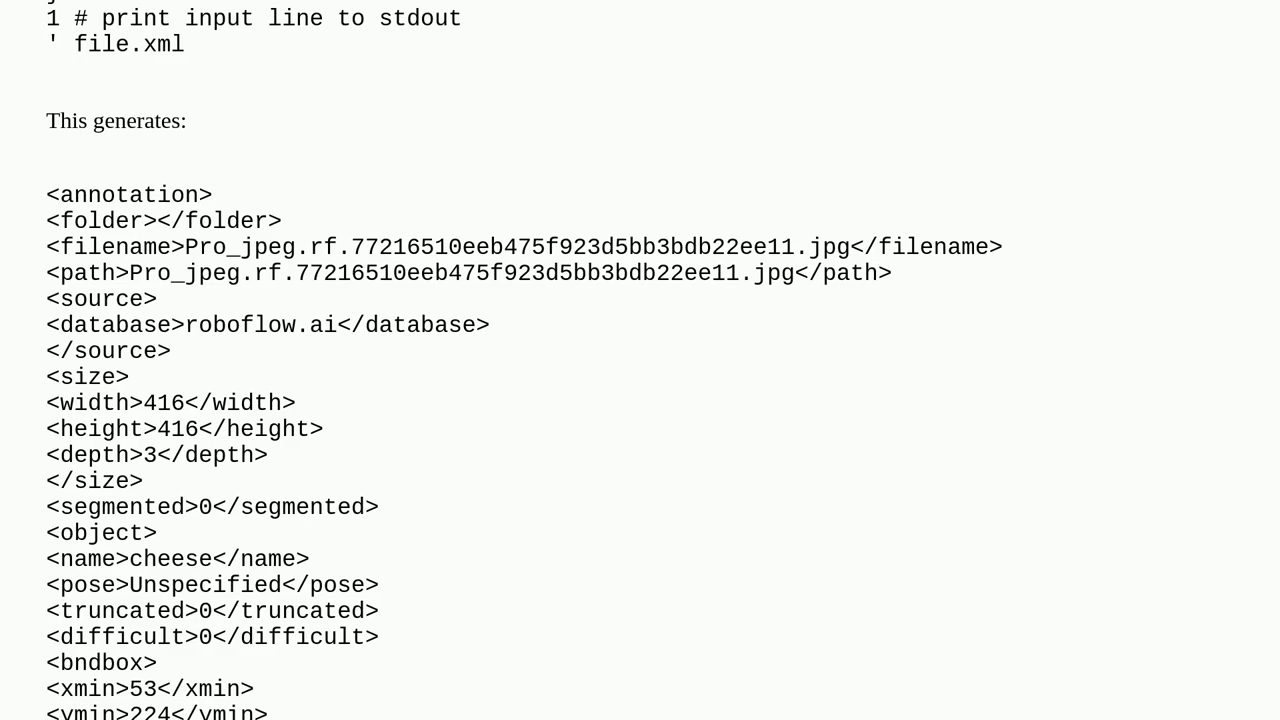 1 # print input line to stdout
' file.xml
This generates:
<annotation>
<folder></folder>
<filename>Pro_jpeg.rf.77216510eeb475f923d5bb3bdb22ee11.jpg</filename>
<path>Pro_jpeg.rf.77216510eeb475f923d5bb3bdb22ee11.jpg</path>
<source>
<database>roboflow.ai</database>
</source>
<size>
<width>416</width>
<height>416</height>
<depth>3</depth>
</size>
<segmented>0</segmented>
<object>
<name>cheese</name>
<pose>Unspecified</pose>
<truncated>0</truncated>
<difficult>0</difficult>
<bndbox>
<xmin>53</xmin>
<ymin>224</ymin>